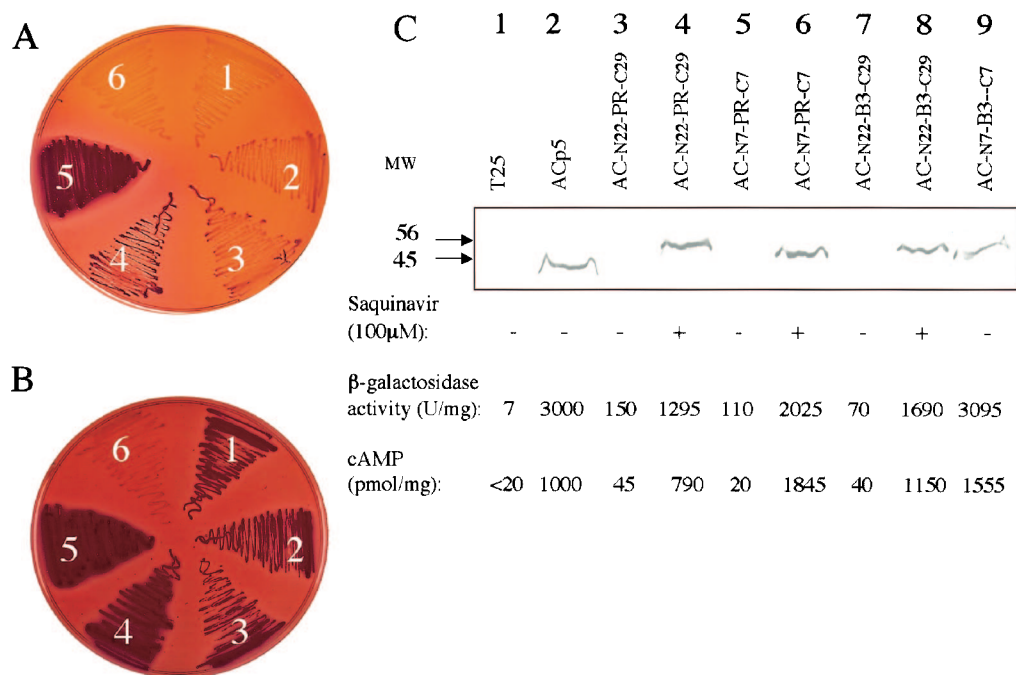 A
6
1
5
2
4
3
B
6
1
5
2
4
3
C
1 2 3 4 5 6 7 8 9
MW
T25
ACp5
AC-N22-PR-C29
AC-N22-PR-C29
AC-N7-PR-C7
AC-N7-PR-C7
AC-N22-B3-C29
AC-N22-B3-C29
AC-N7-B3--C7
56
45
Saquinavir
(100µM): - - - + - + - + -
β-galactosidase
activity (U/mg): 7 3000 150 1295 110 2025 70 1690 3095
cAMP
(pmol/mg): <20 1000 45 790 20 1845 40 1150 1555